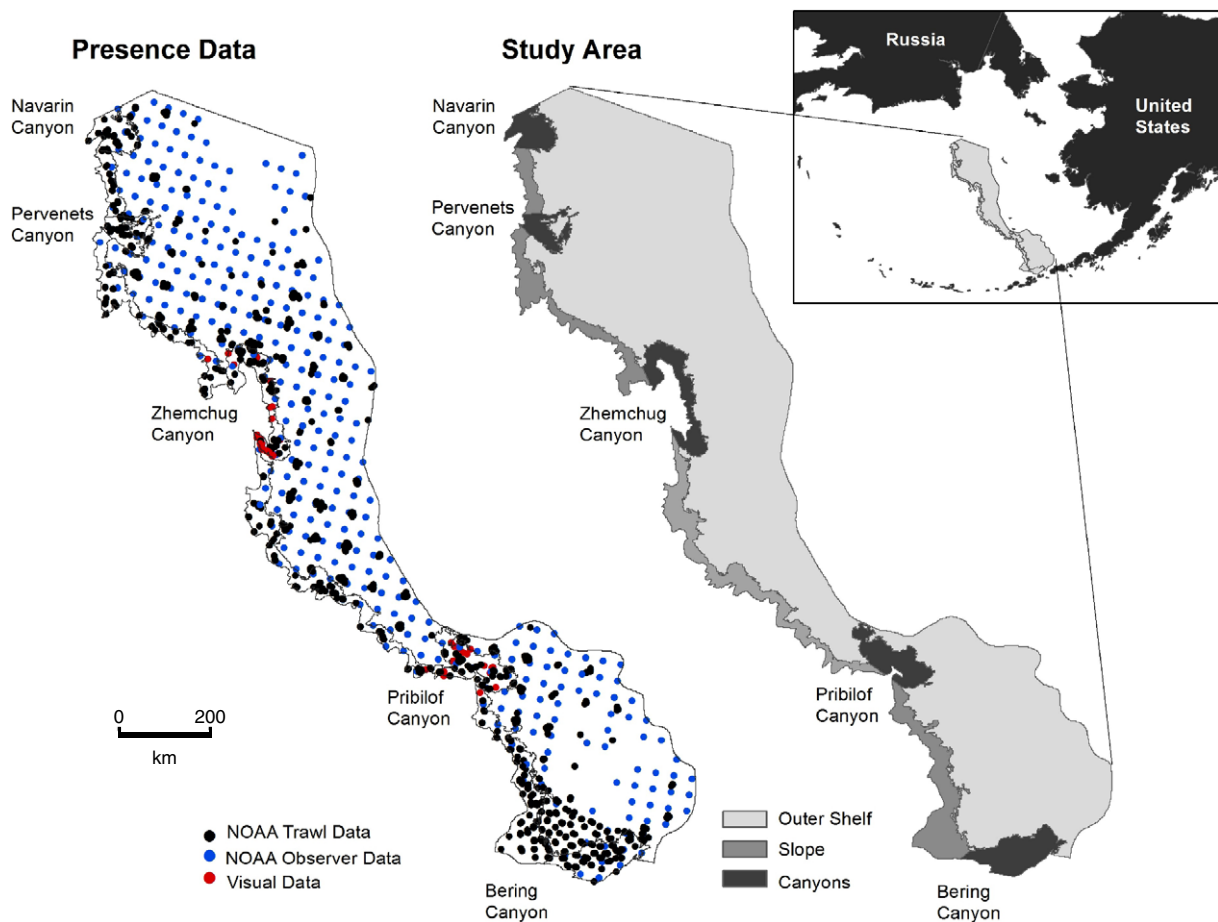 Presence Data
Study Area
Russia
United
States
Navarin
Canyon
Pervenets
Canyon
Zhemchug
Canyon
Pribilof
Canyon
Bering
Canyon
0 200
km
NOAA Trawl Data
NOAA Observer Data
Visual Data
Navarin
Canyon
Pervenets
Canyon
Zhemchug
Canyon
Pribilof
Canyon
Bering
Canyon
Outer Shelf
Slope
Canyons